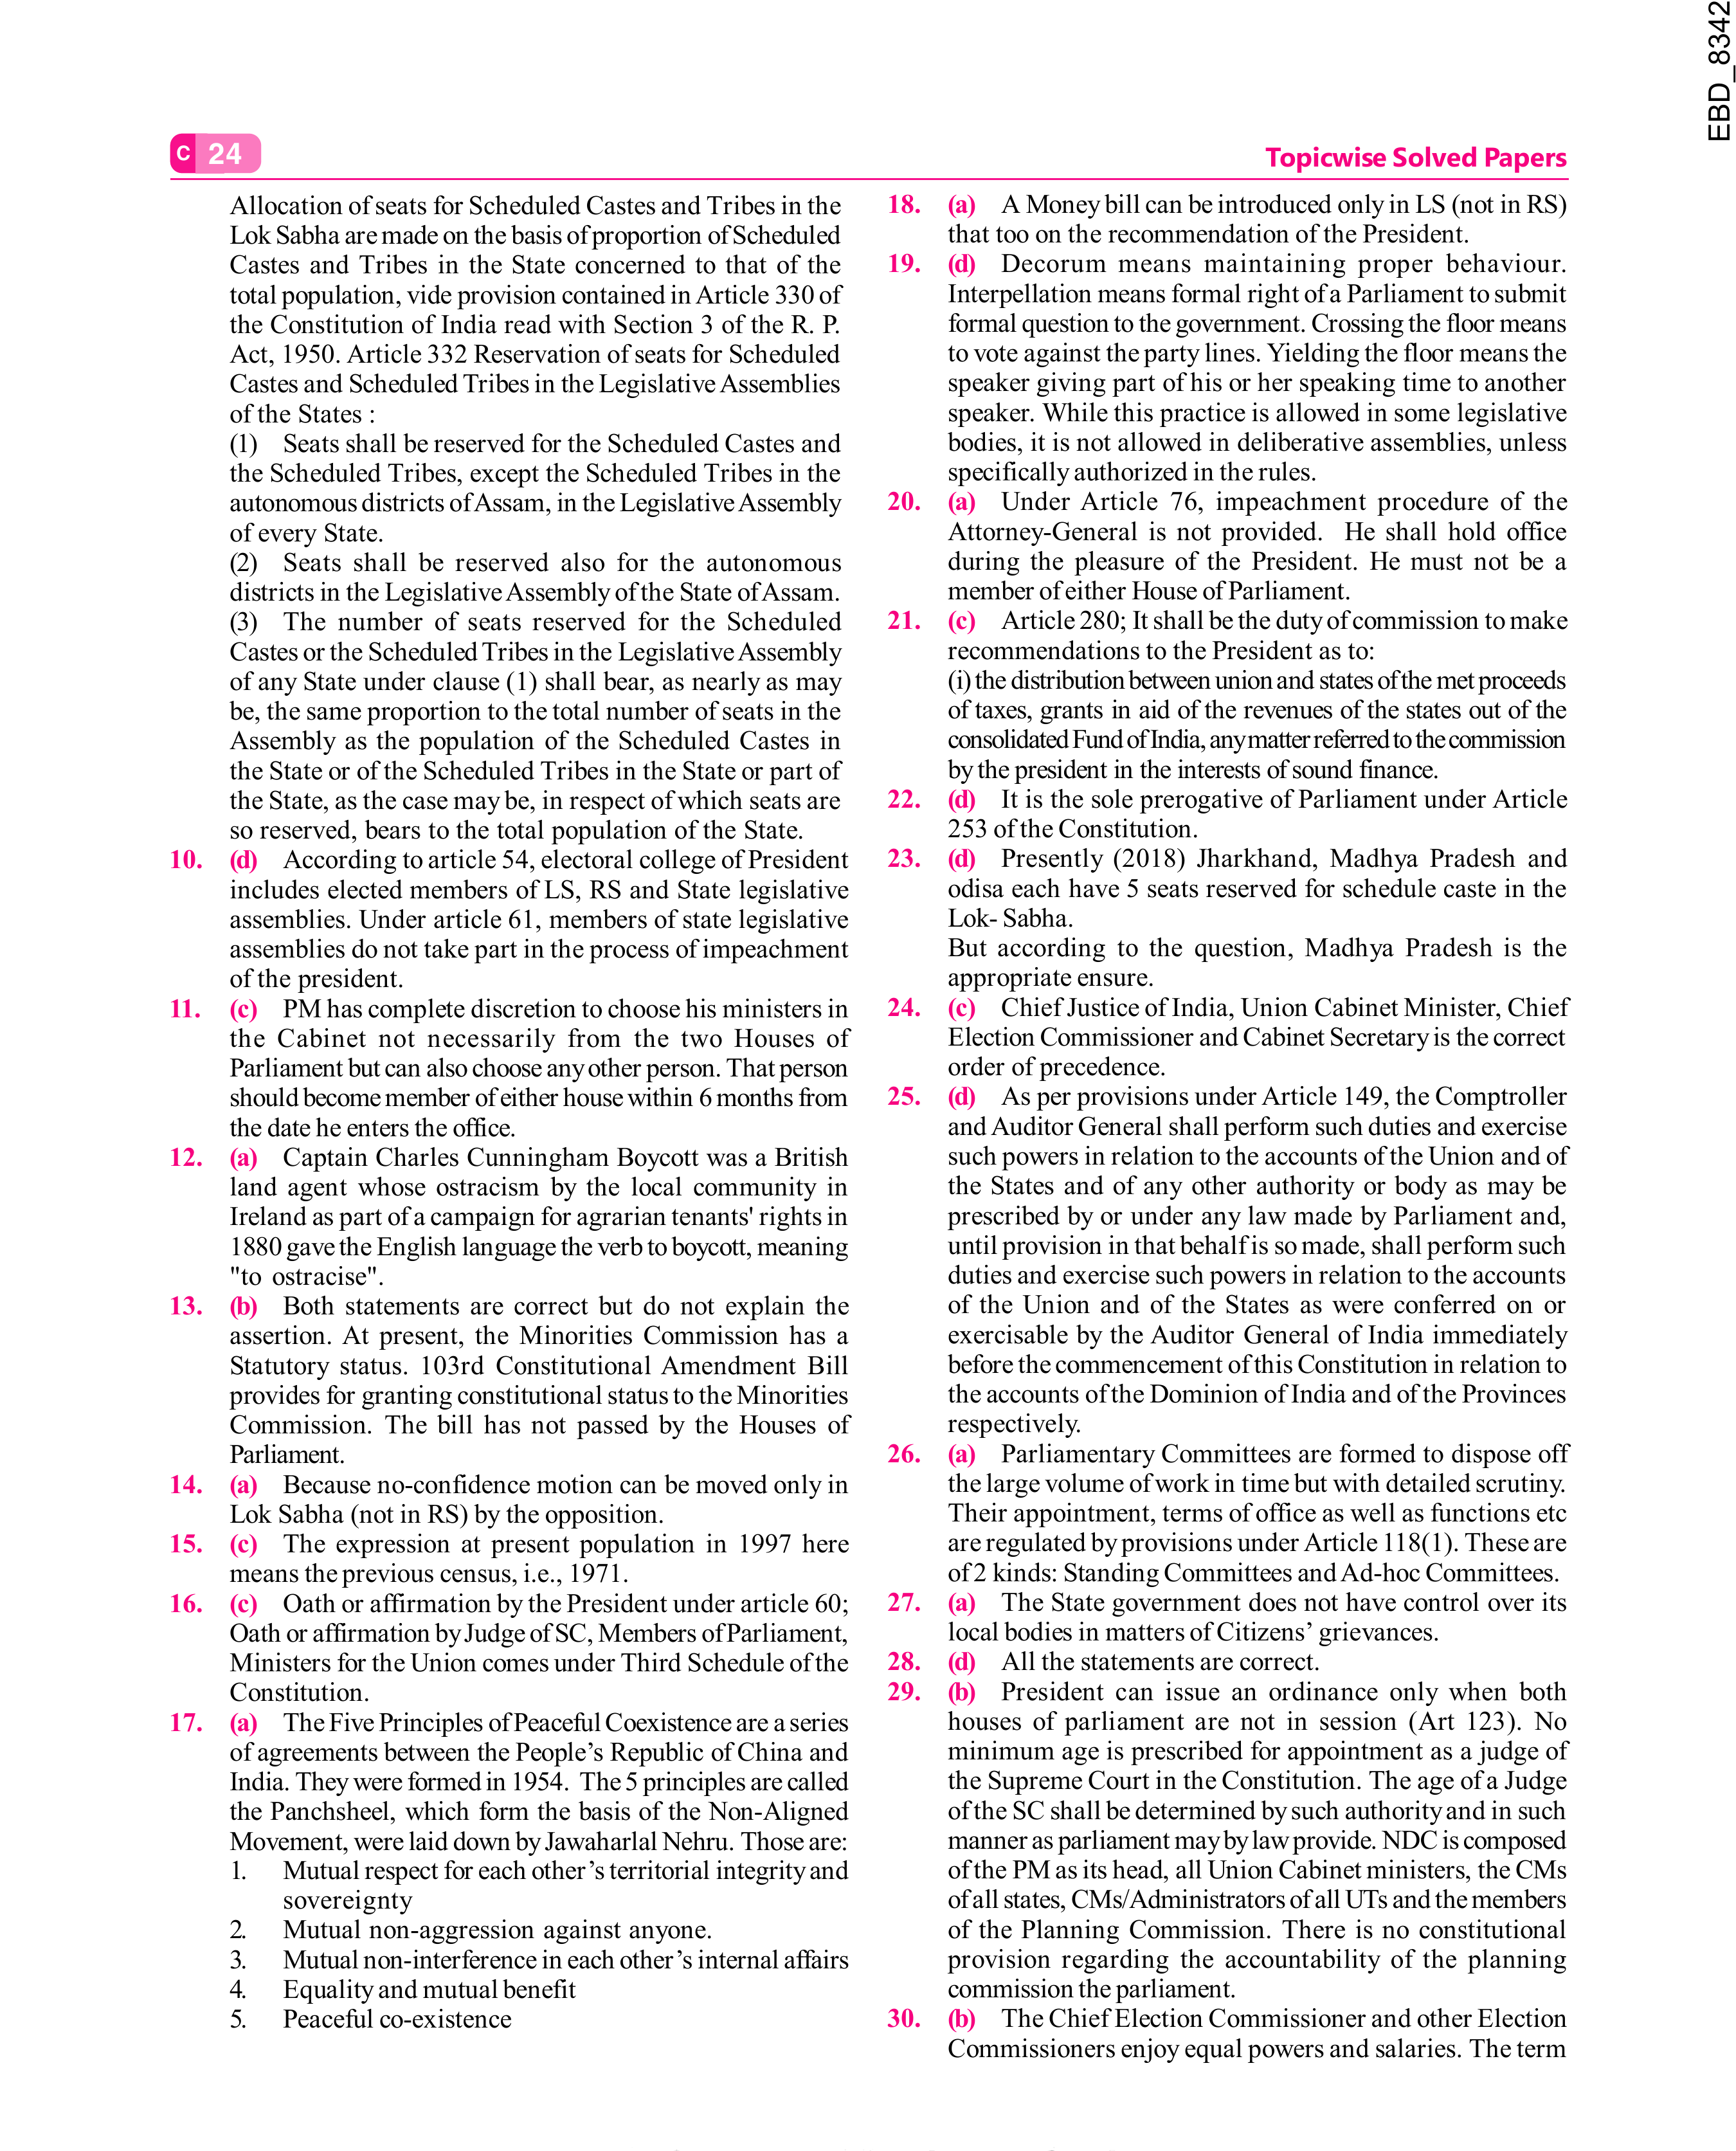 EBD_8342
C 24
Topicwise Solved Papers
Allocation of seats for Scheduled Castes and Tribes in the
Lok Sabha are made on the basis of proportion of Scheduled
Castes and Tribes in the State concerned to that of the
total population, vide provision contained in Article 330 of
the Constitution of India read with Section 3 of the R. P.
Act, 1950. Article 332 Reservation of seats for Scheduled
Castes and Scheduled Tribes in the Legislative Assemblies
of the States :
(1) Seats shall be reserved for the Scheduled Castes and
the Scheduled Tribes, except the Scheduled Tribes in the
autonomous districts of Assam, in the Legislative Assembly
of every State.
(2) Seats shall be reserved also for the autonomous
districts in the Legislative Assembly of the State of Assam.
(3) The number of seats reserved for the Scheduled
Castes or the Scheduled Tribes in the Legislative Assembly
of any State under clause (1) shall bear, as nearly as may
be, the same proportion to the total number of seats in the
Assembly as the population of the Scheduled Castes in
the State or of the Scheduled Tribes in the State or part of
the State, as the case may be, in respect of which seats are
so reserved, bears to the total population of the State.
10. (d) According to article 54, electoral college of President
includes elected members of LS, RS and State legislative
assemblies. Under article 61, members of state legislative
assemblies do not take part in the process of impeachment
of the president.
11. (c) PM has complete discretion to choose his ministers in
the Cabinet not necessarily from the two Houses of
Parliament but can also choose any other person. That person
should become member of either house within 6 months from
the date he enters the office.
12. (a) Captain Charles Cunningham Boycott was a British
land agent whose ostracism by the local community in
Ireland as part of a campaign for agrarian tenants' rights in
1880 gave the English language the verb to boycott, meaning
"to ostracise".
13. (b) Both statements are correct but do not explain the
assertion. At present, the Minorities Commission has a
Statutory status. 103rd Constitutional Amendment Bill
provides for granting constitutional status to the Minorities
Commission. The bill has not passed by the Houses of
Parliament.
14. (a) Because no-confidence motion can be moved only in
Lok Sabha (not in RS) by the opposition.
15. (c) The expression at present population in 1997 here
means the previous census, i.e., 1971.
16. (c) Oath or affirmation by the President under article 60;
Oath or affirmation by Judge of SC, Members of Parliament,
Ministers for the Union comes under Third Schedule of the
Constitution.
17. (a) The Five Principles of Peaceful Coexistence are a series
of agreements between the People’s Republic of China and
India. They were formed in 1954. The 5 principles are called
the Panchsheel, which form the basis of the Non-Aligned
Movement, were laid down by Jawaharlal Nehru. Those are:
1. Mutual respect for each other’s territorial integrity and
sovereignty
2. Mutual non-aggression against anyone.
3. Mutual non-interference in each other’s internal affairs
4. Equality and mutual benefit
5. Peaceful co-existence
18. (a) A Money bill can be introduced only in LS (not in RS)
that too on the recommendation of the President.
19. (d) Decorum means maintaining proper behaviour.
Interpellation means formal right of a Parliament to submit
formal question to the government. Crossing the floor means
to vote against the party lines. Yielding the floor means the
speaker giving part of his or her speaking time to another
speaker. While this practice is allowed in some legislative
bodies, it is not allowed in deliberative assemblies, unless
specifically authorized in the rules.
20. (a) Under Article 76, impeachment procedure of the
Attorney-General is not provided. He shall hold office
during the pleasure of the President. He must not be a
member of either House of Parliament.
21. (c) Article 280; It shall be the duty of commission to make
recommendations to the President as to:
(i) the distribution between union and states of the met proceeds
of taxes, grants in aid of the revenues of the states out of the
consolidated Fund of India, any matter referred to the commission
by the president in the interests of sound finance.
22. (d) It is the sole prerogative of Parliament under Article
253 of the Constitution.
23. (d) Presently (2018) Jharkhand, Madhya Pradesh and
odisa each have 5 seats reserved for schedule caste in the
Lok- Sabha.
But according to the question, Madhya Pradesh is the
appropriate ensure.
24. (c) Chief Justice of India, Union Cabinet Minister, Chief
Election Commissioner and Cabinet Secretary is the correct
order of precedence.
25. (d) As per provisions under Article 149, the Comptroller
and Auditor General shall perform such duties and exercise
such powers in relation to the accounts of the Union and of
the States and of any other authority or body as may be
prescribed by or under any law made by Parliament and,
until provision in that behalf is so made, shall perform such
duties and exercise such powers in relation to the accounts
of the Union and of the States as were conferred on or
exercisable by the Auditor General of India immediately
before the commencement of this Constitution in relation to
the accounts of the Dominion of India and of the Provinces
respectively.
26. (a) Parliamentary Committees are formed to dispose off
the large volume of work in time but with detailed scrutiny.
Their appointment, terms of office as well as functions etc
are regulated by provisions under Article 118(1). These are
of 2 kinds: Standing Committees and Ad-hoc Committees.
27. (a) The State government does not have control over its
local bodies in matters of Citizens’ grievances.
28. (d) All the statements are correct.
29. (b) President can issue an ordinance only when both
houses of parliament are not in session (Art 123). No
minimum age is prescribed for appointment as a judge of
the Supreme Court in the Constitution. The age of a Judge
of the SC shall be determined by such authority and in such
manner as parliament may by law provide. NDC is composed
of the PM as its head, all Union Cabinet ministers, the CMs
of all states, CMs/Administrators of all UTs and the members
of the Planning Commission. There is no constitutional
provision regarding the accountability of the planning
commission the parliament.
30. (b) The Chief Election Commissioner and other Election
Commissioners enjoy equal powers and salaries. The term